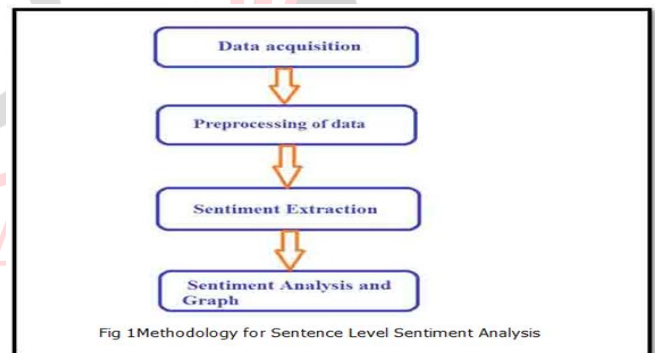 Data acquisition
Preprocessing of data
Sentiment Extraction
Sentiment Analysis and
Graph
Fig 1Methodology for Sentence Level Sentiment Analysis